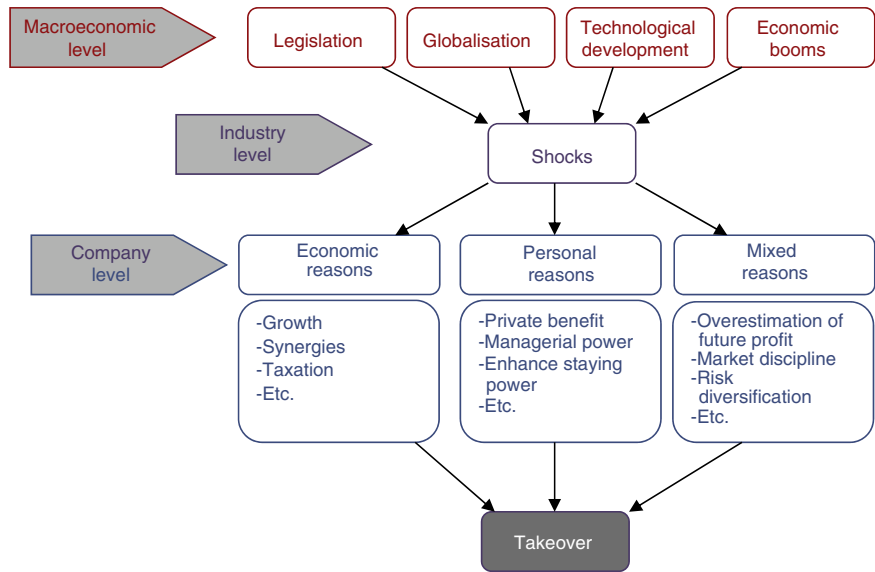 Macroeconomic
level
Legislation
Globalisation
Technological
development
Economic
booms
Industry
level
Shocks
Company
level
Economic
reasons
Personal
reasons
Mixed
reasons
-Growth
-Synergies
-Taxation
-Etc.
-Private benefit
-Managerial power
-Enhance staying
power
-Etc.
-Overestimation of
future profit
-Market discipline
-Risk
diversification
-Etc.
Takeover